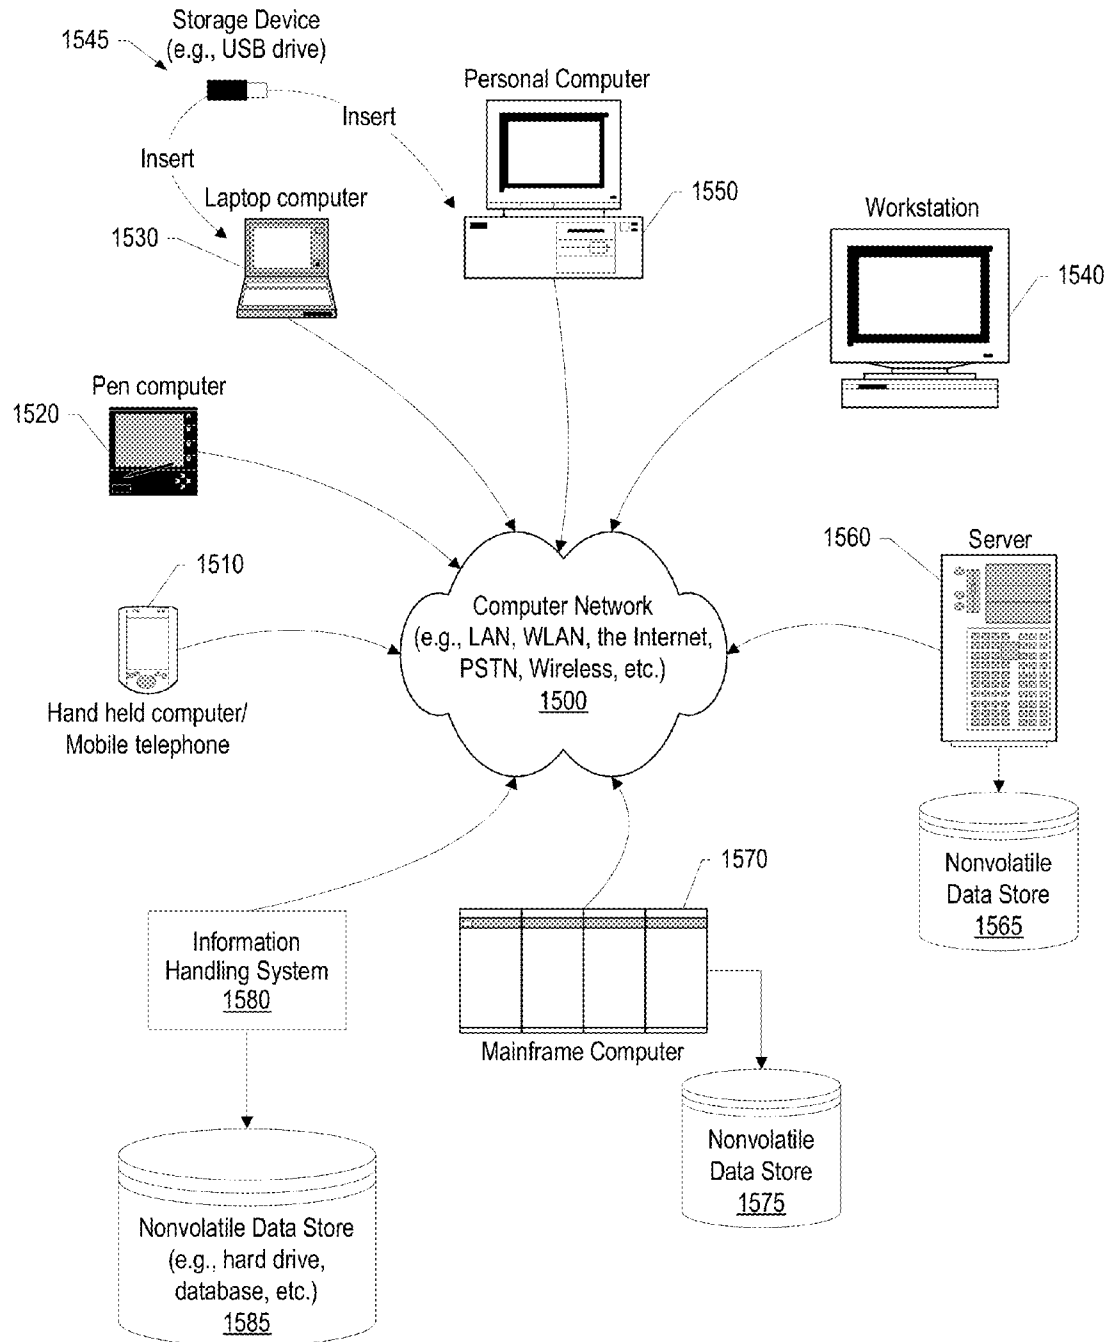 Storage Device
(e.g., USB drive)
1545
Insert
Insert
Personal Computer
1550
Laptop computer
1530
Workstation
1540
Pen computer
1520
1510
Hand held computer/
Mobile telephone
Computer Network
(e.g., LAN, WLAN, the Internet,
PSTN, Wireless, etc.)
1500
1560
Server
Nonvolatile
Data Store
1565
1570
Mainframe Computer
Nonvolatile
Data Store
1575
Information
Handling System
1580
Nonvolatile Data Store
(e.g., hard drive,
database, etc.)
1585